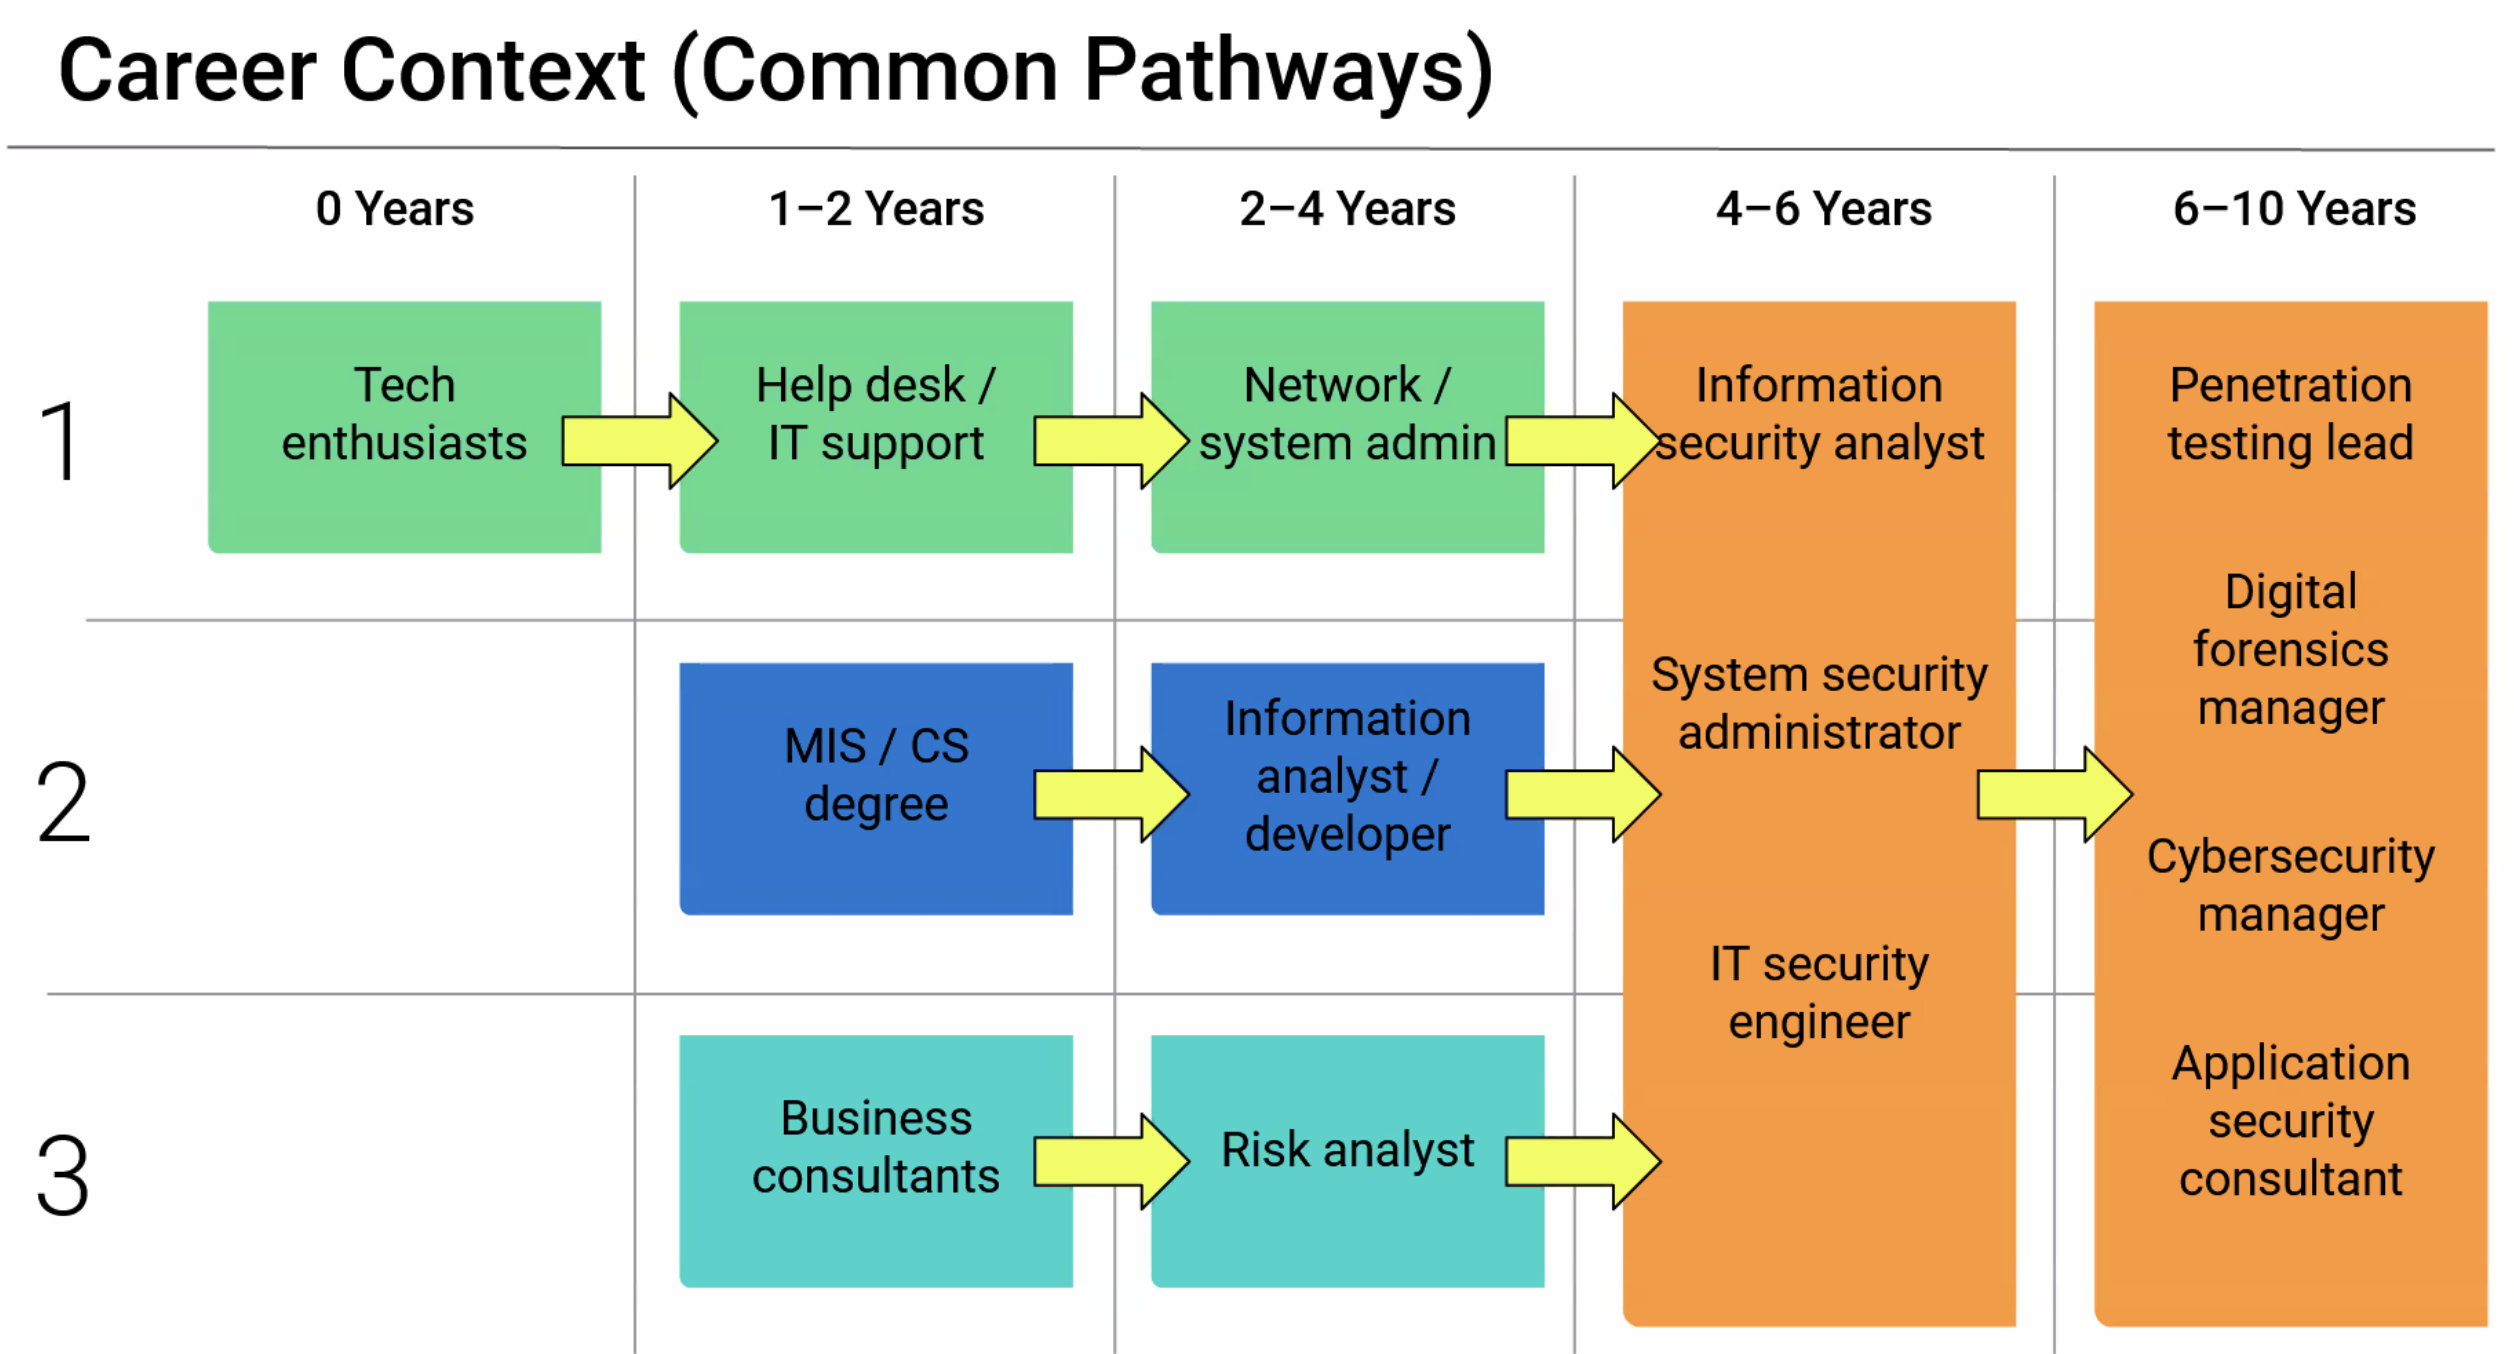 Career Context (Common Pathways)
0 Years
1–2 Years
2–4 Years
4–6 Years
6–10 Years
1
Tech
enthusiasts
Help desk /
IT support
Network /
system admin
2
MIS / CS
degree
Information
analyst /
developer
3
Business
consultants
Risk analyst
Information
security analyst
System security
administrator
IT security
engineer
Penetration
testing lead
Digital
forensics
manager
Cybersecurity
manager
Application
security
consultant